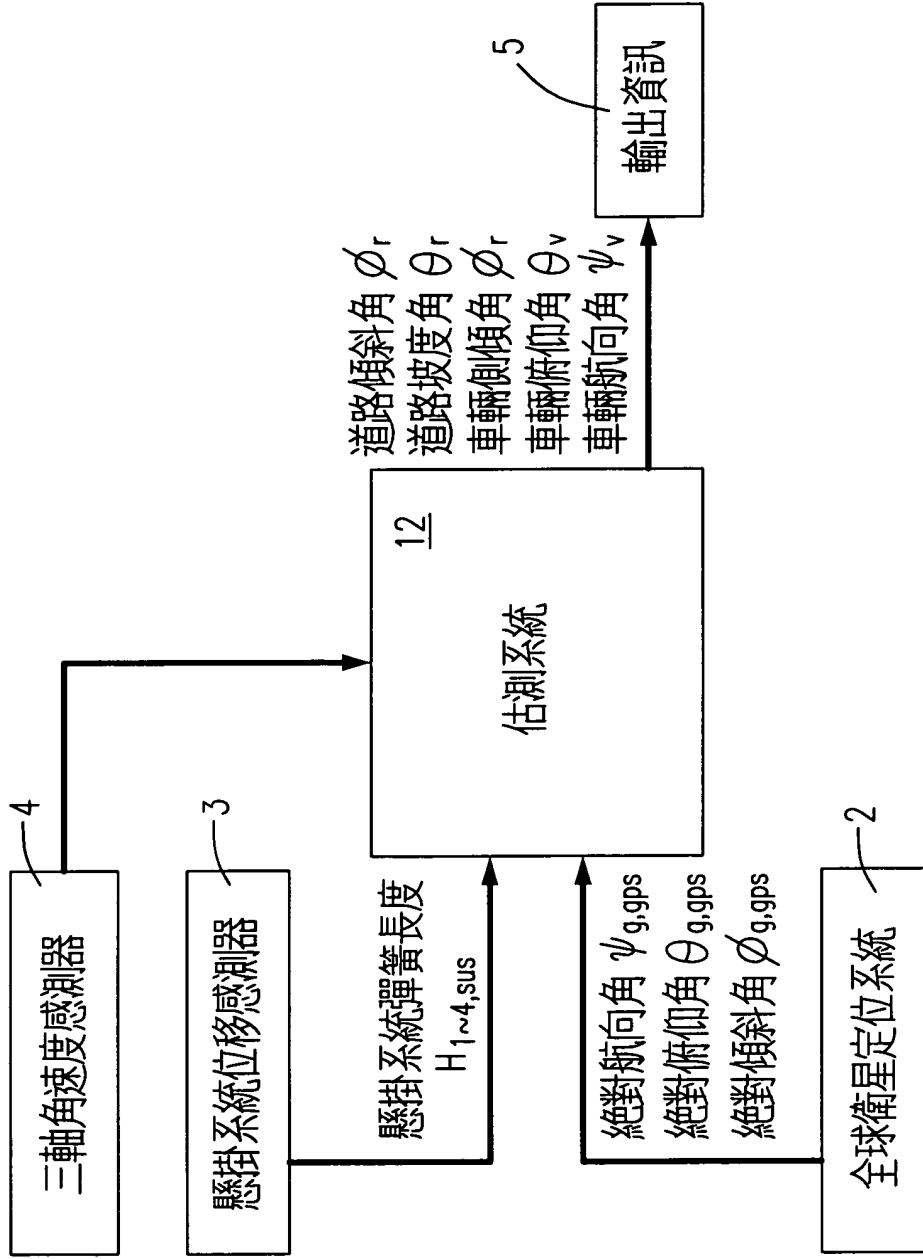 三軸角速度感測器
4
懸掛系統位移感測器
3
懸掛系統彈簧長度
H1~4,sus
全球衛星定位系統
2
絕對航向角 ψg,gps
絕對俯仰角 θg,gps
絕對傾斜角 ϕg,gps
估測系統
12
道路傾斜角 ϕr
道路坡度角 θr
車輛側傾角 ϕr
車輛俯仰角 θv
車輛航向角 ψv
輸出資訊
5